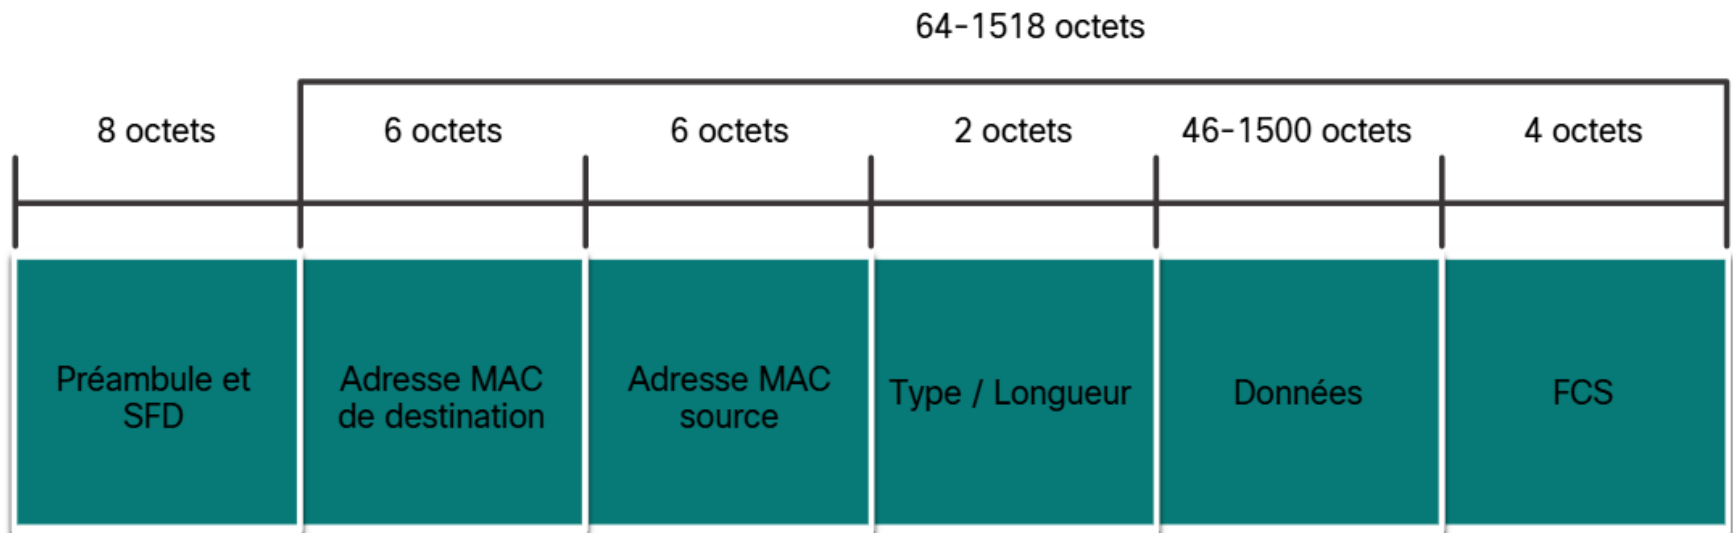 64-1518 octets
8 octets
6 octets
6 octets
2 octets
46-1500 octets
4 octets
Préambule et
SFD
Adresse MAC
de destination
Adresse MAC
source
Type / Longueur
Données
FCS